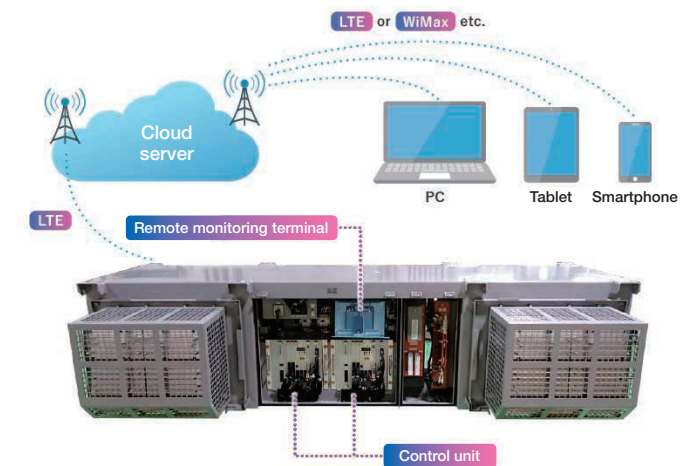 LTE or WiMax etc.
Cloud
server
PC
Tablet
Smartphone
LTE
Remote monitoring terminal
Control unit